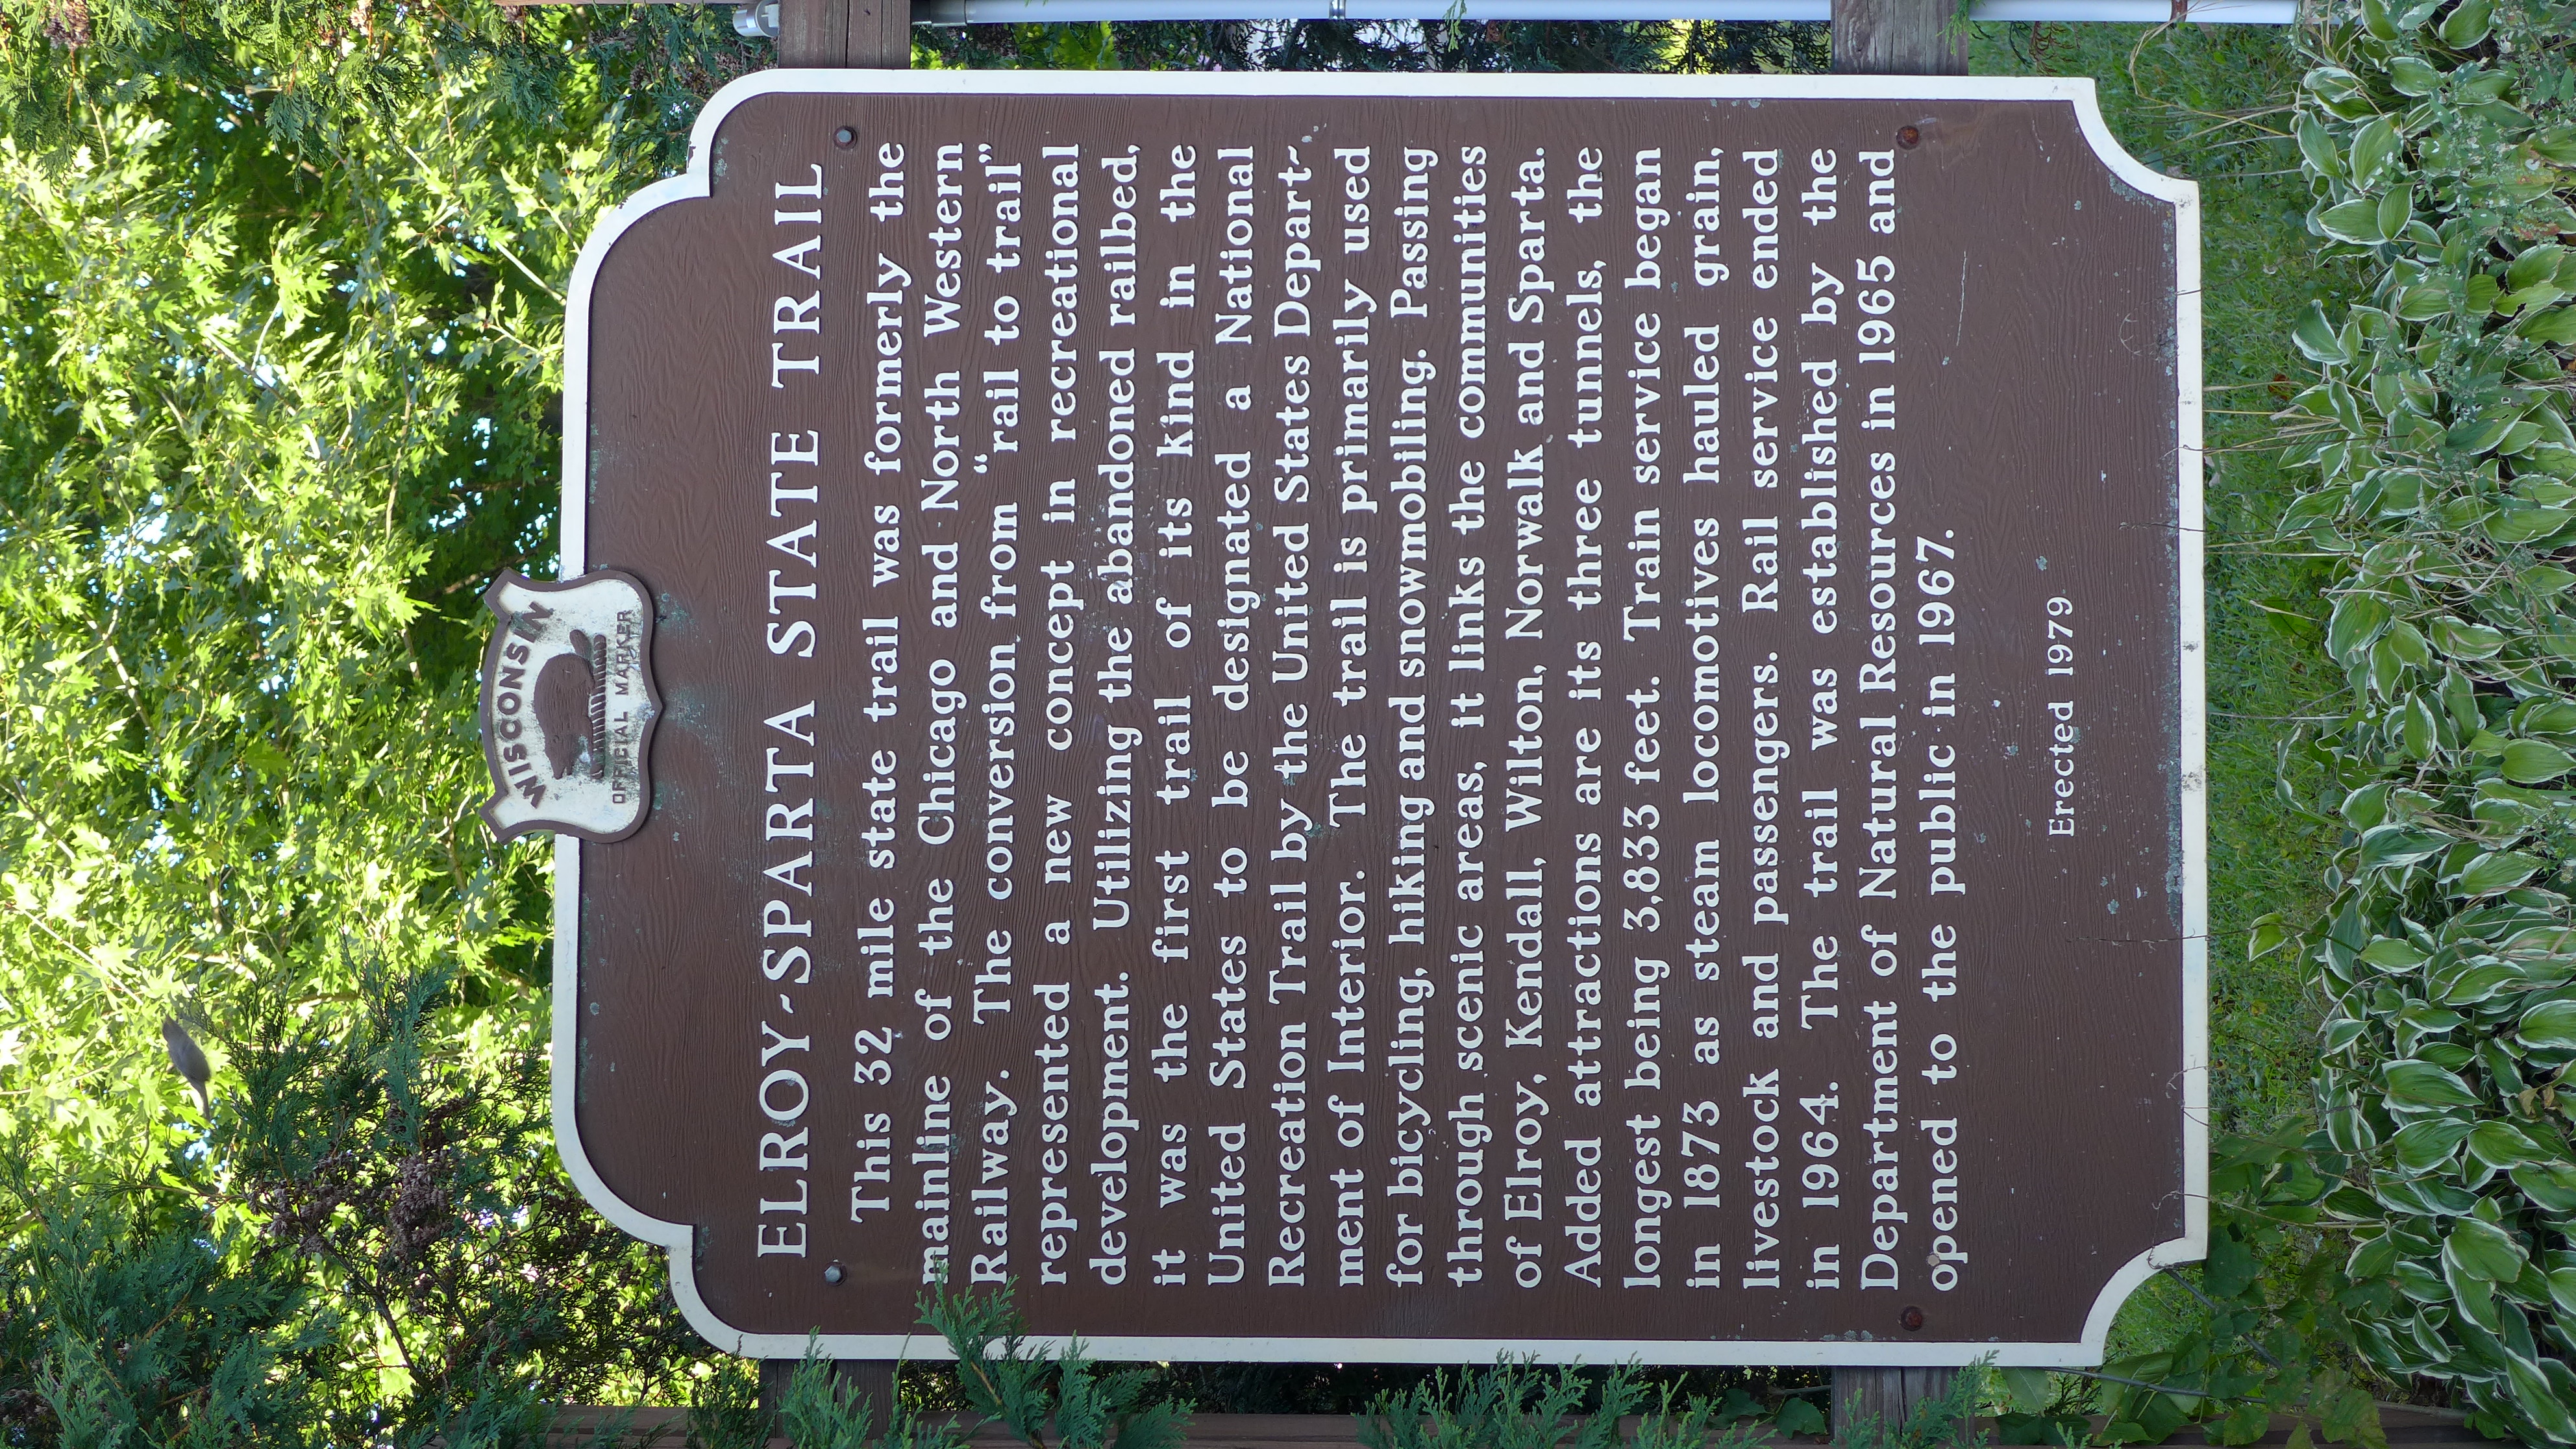 WISCONSIN
OFFICIAL MARKER
ELROY-SPARTA STATE TRAIL
This 32 mile state trail was formerly the
mainline of the Chicago and North Western
Railway. The conversion from "rail to trail"
represented a new concept in recreational
development. Utilizing the abandoned railbed,
it was the first trail of its kind in the
United States to be designated a National
Recreation Trail by the United States Depart-
ment of Interior. The trail is primarily used
for bicycling, hiking and snowmobiling. Passing
through scenic areas, it links the communities
of Elroy, Kendall, Wilton, Norwalk and Sparta.
Added attractions are its three tunnels, the
longest being 3,833 feet. Train service began
in 1873 as steam locomotives hauled grain,
livestock and passengers. Rail service ended
in 1964. The trail was established by the
Department of Natural Resources in 1965 and
opened to the public in 1967.
Erected 1979